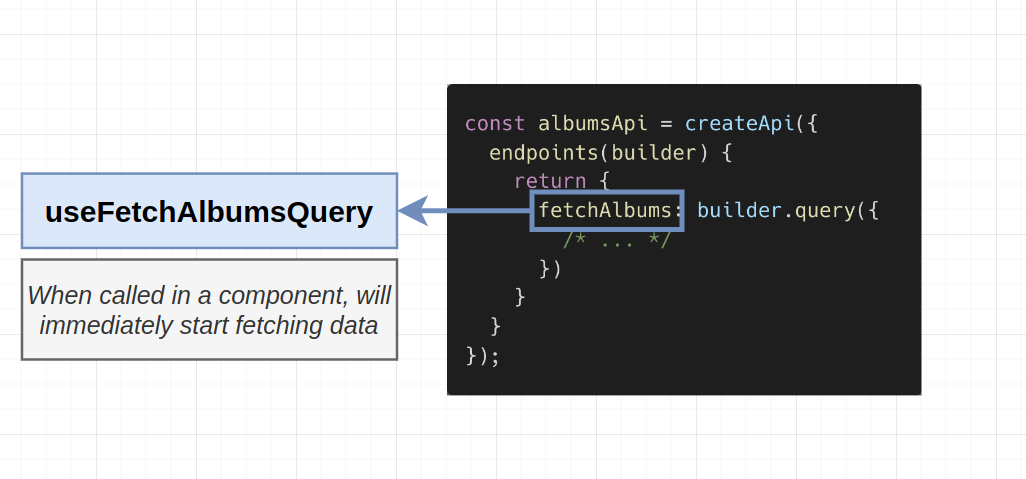 useFetchAlbumsQuery
When called in a component, will
immediately start fetching data
const albumsApi = createApi({
endpoints(builder) {
return {
fetchAlbums: builder.query({
/* ... */
})
}
}
});